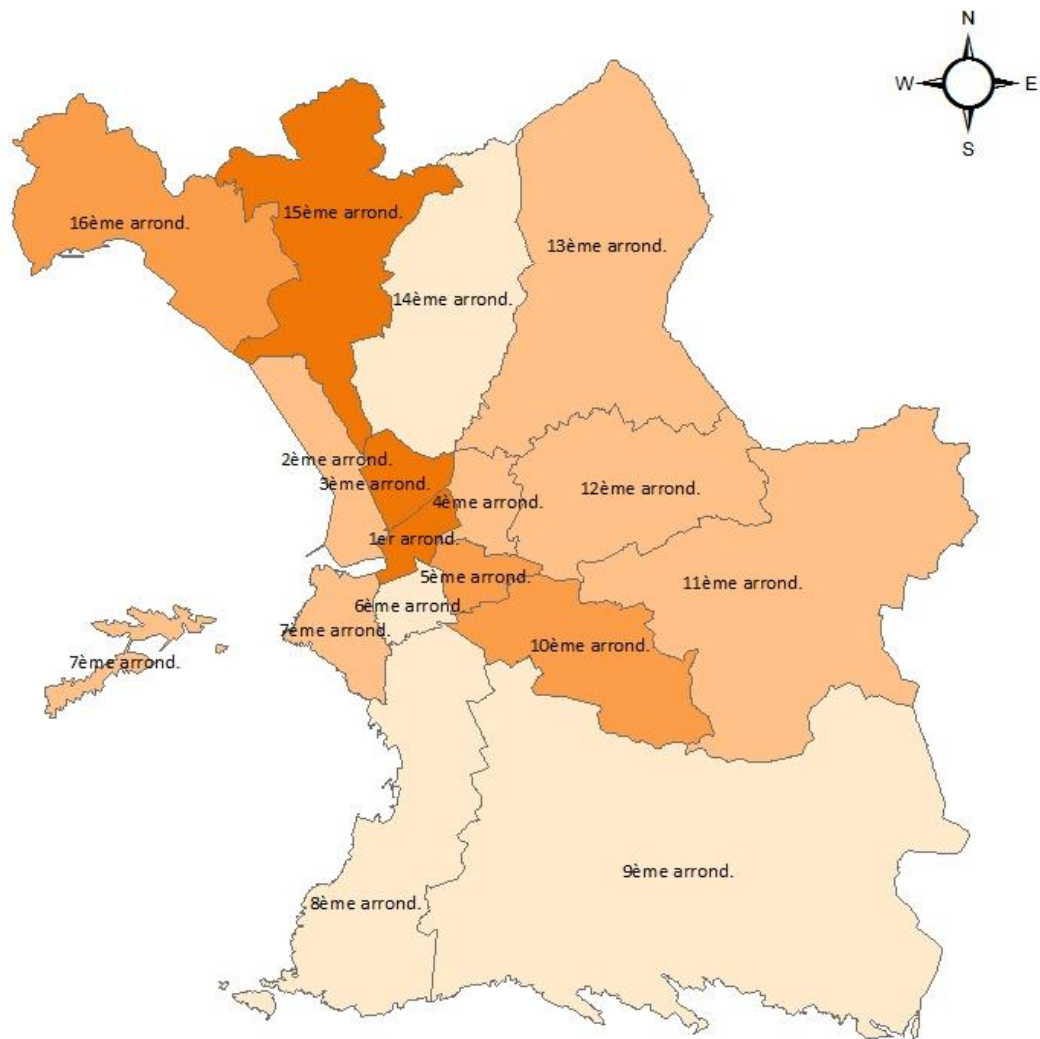 N
W
E
S
16ème arrond.
15ème arrond.
13ème arrond.
14ème arrond.
2ème arrond.
3ème arrond.
12ème arrond.
4ème arrond.
1er arrond.
5ème arrond.
11ème arrond.
6ème arrond.
7ème arrond.
10ème arrond.
7ème arrond.
9ème arrond.
8ème arrond.